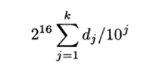 $2^{16} \sum_{j=1}^{k} d_j / 10^j$